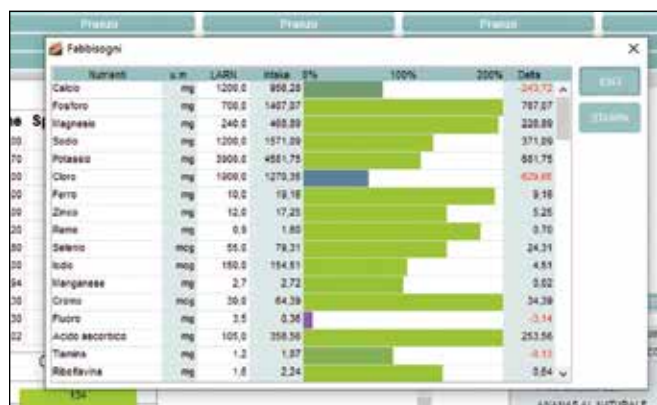 Pranzo Pranzo Pranzo
Fabbisogni
Nutrienti u.m LARN Intake 0% 100% 200% Delta
Calcio mg 1200,0 956,28 -243,72
EXIT
Fosforo mg 700,0 1467,07 767,07
Magnesio mg 240,0 468,89 228,89
STAMPA
Sodio mg 1200,0 1571,09 371,09
Potassio mg 3900,0 4581,75 681,75
Cloro mg 1900,0 1270,35 -629,65
Ferro mg 10,0 19,16 9,16
Zinco mg 12,0 17,25 5,25
Rame mg 0,9 1,60 0,70
Selenio mcg 55,0 79,31 24,31
Iodio mcg 150,0 154,51 4,51
Manganese mg 2,7 2,72 0,02
Cromo mcg 30,0 64,39 34,39
Fluoro mg 3,5 0,36 -3,14
Acido ascorbico mg 105,0 358,56 253,56
Tiamina mg 1,2 1,07 -0,13
Riboflavina mg 1,6 2,24 0,64
134
ANANAS AL NATURALE